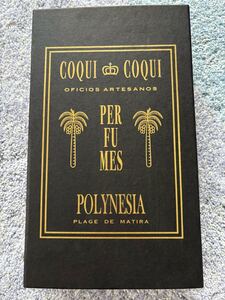 COQUI COQUI
OFICIOS ARTESANOS
PER
FU
MES
POLYNESIA
PLAGE DE MATIRA